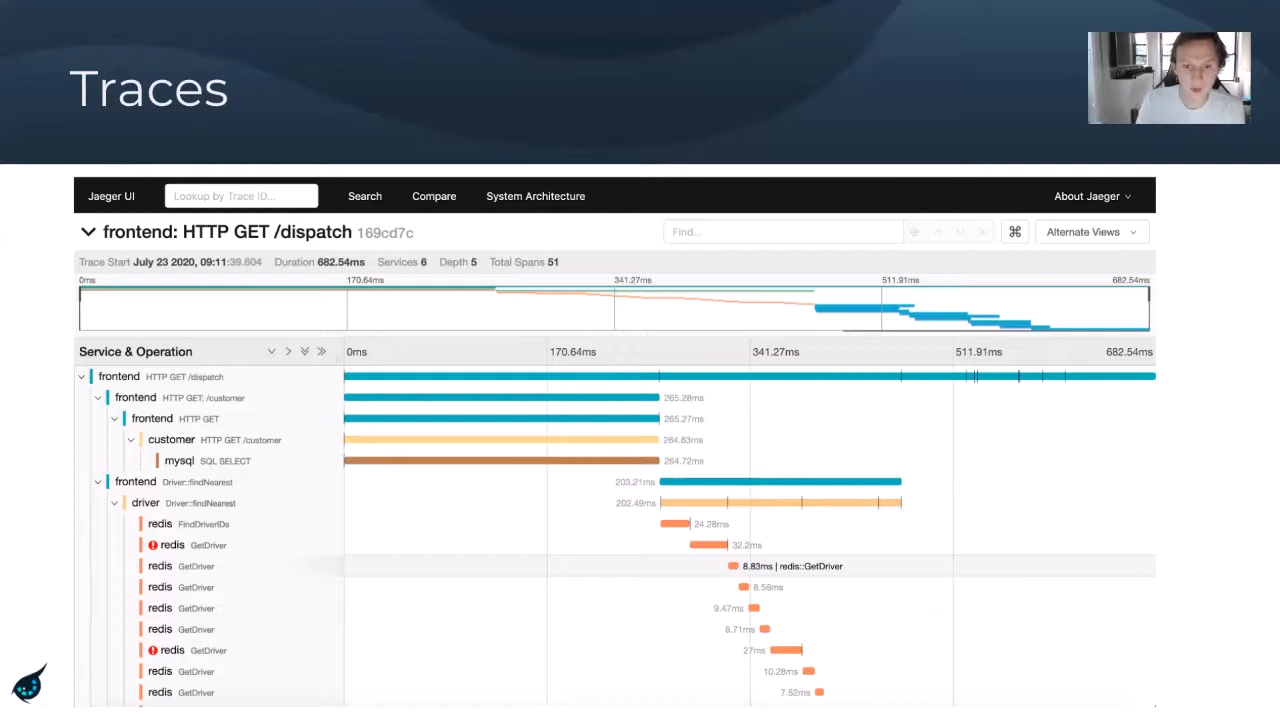 Traces
Jaeger UI Lookup by Trace ID... Search Compare System Architecture About Jaeger
frontend: HTTP GET /dispatch 169cd7c Find... ⌘ Alternate Views
Trace Start July 23 2020, 09:11:39.604 Duration 682.54ms Services 6 Depth 5 Total Spans 51
0ms 170.64ms 341.27ms 511.91ms 682.54ms
Service & Operation 0ms 170.64ms 341.27ms 511.91ms 682.54ms
frontend HTTP GET /dispatch
frontend HTTP GET: /customer 265.28ms
frontend HTTP GET 265.27ms
customer HTTP GET /customer 264.63ms
mysql SQL SELECT 264.72ms
frontend Driver::findNearest 203.21ms
driver Driver::findNearest 202.49ms
redis FindDriverIDs 24.28ms
redis GetDriver 32.2ms
redis GetDriver 8.83ms | redis::GetDriver
redis GetDriver 8.56ms
redis GetDriver 9.47ms
redis GetDriver 8.71ms
redis GetDriver 27ms
redis GetDriver 10.28ms
redis GetDriver 7.52ms